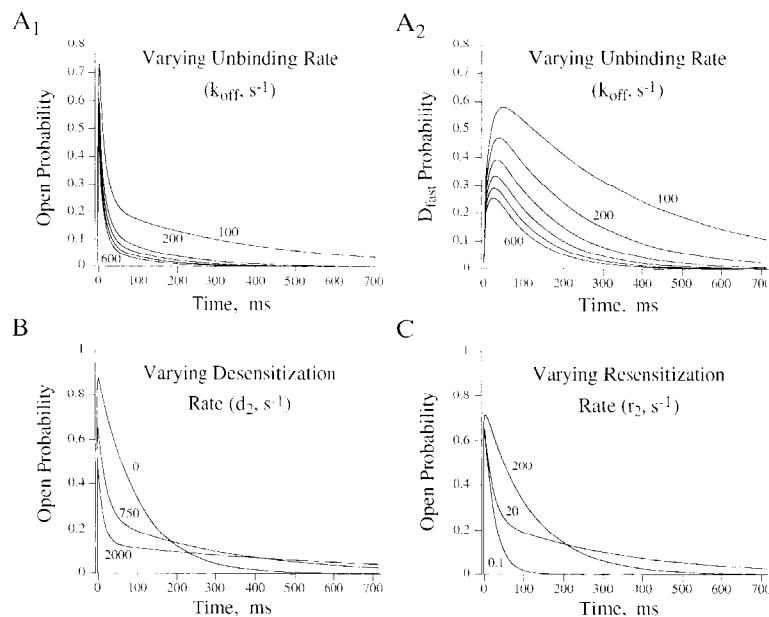 A1
A2
Varying Unbinding Rate
(koff, s-1)
Open Probability
0.8
0.7
0.6
0.5
0.4
0.3
0.2
0.1
0
200
100
600
0 100 200 300 400 500 600 700
Time, ms
Varying Unbinding Rate
(koff, s-1)
Dfast Probability
0.8
0.7
0.6
0.5
0.4
0.3
0.2
0.1
0
100
200
600
0 100 200 300 400 500 600 700
Time. ms
B
Varying Desensitization
Rate (d2, s-1)
Open Probability
1
0.8
0.6
0.4
0.2
0
0
750
2000
0 100 200 300 400 500 600 700
Time, ms
C
Varying Resensitization
Rate (r2, s-1)
Open Probability
1
0.8
0.6
0.4
0.2
0
200
20
0.1
0 100 200 300 400 500 600 700
Time, ms